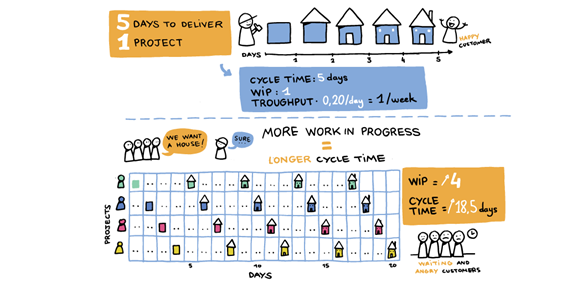 5 DAYS TO DELIVER
1 PROJECT
DAYS
1 2 3 4 5
HAPPY
CUSTOMER
CYCLE TIME: 5 days
WiP: 1
TROUGHPUT· 0,20/day = 1/week
WE WANT
A HOUSE!
SURE
MORE WORK IN PROGRESS
=
LONGER CYCLE TIME
PROJECTS
5 10 15 20
DAYS
WiP = 4
CYCLE
TIME = 18,5 days
WAITING AND
ANGRY CUSTOMERS